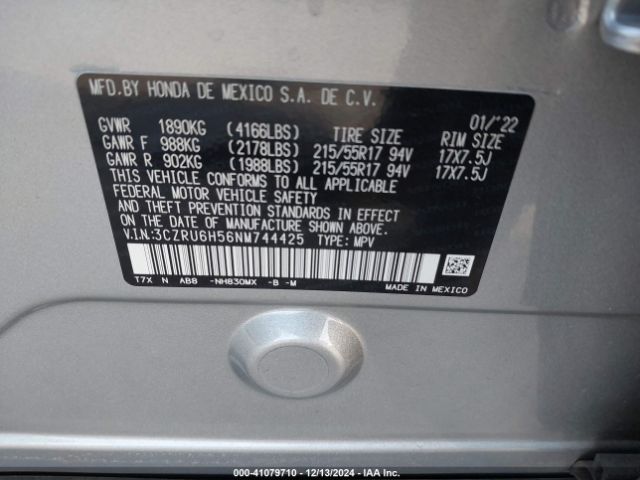 MFD.BY HONDA DE MEXICO S.A. DE C.V.
01/'22
GVWR 1890KG (4166LBS) TIRE SIZE RIM SIZE
GAWR F 988KG (2178LBS) 215/55R17 94V 17X7.5J
GAWR R 902KG (1988LBS) 215/55R17 94V 17X7.5J
THIS VEHICLE CONFORMS TO ALL APPLICABLE
FEDERAL MOTOR VEHICLE SAFETY
AND THEFT PREVENTION STANDARDS IN EFFECT
ON THE DATE OF MANUFACTURE SHOWN ABOVE.
V.I.N:3CZRU6H56NM744425 TYPE: MPV
T7X N ABB -NH830MX -B -M MADE IN MEXICO
000-41079710 | 12/13/2024 | IAA Inc.